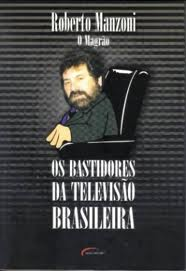 Roberto Manzoni
O Magrão
OS BASTIDORES
DA TELEVISÃO
BRASILEIRA